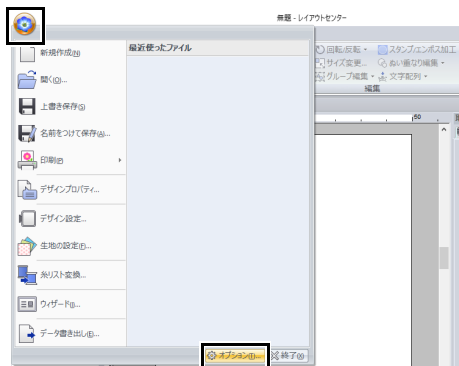 無題 - レイアウトセンター
新規作成(N)
最近使ったファイル
開く(O)...
上書き保存(S)
名前をつけて保存(A)...
印刷(P)
デザインプロパティ...
デザイン設定...
生地の設定(F)...
糸リスト変換...
ウィザード(I)...
データ書き出し(E)...
オプション(T)...
終了(X)
回転/反転
スタンプ/エンボス加工
サイズ変更...
ぬい重なり編集
グループ編集
文字配列
編集
50